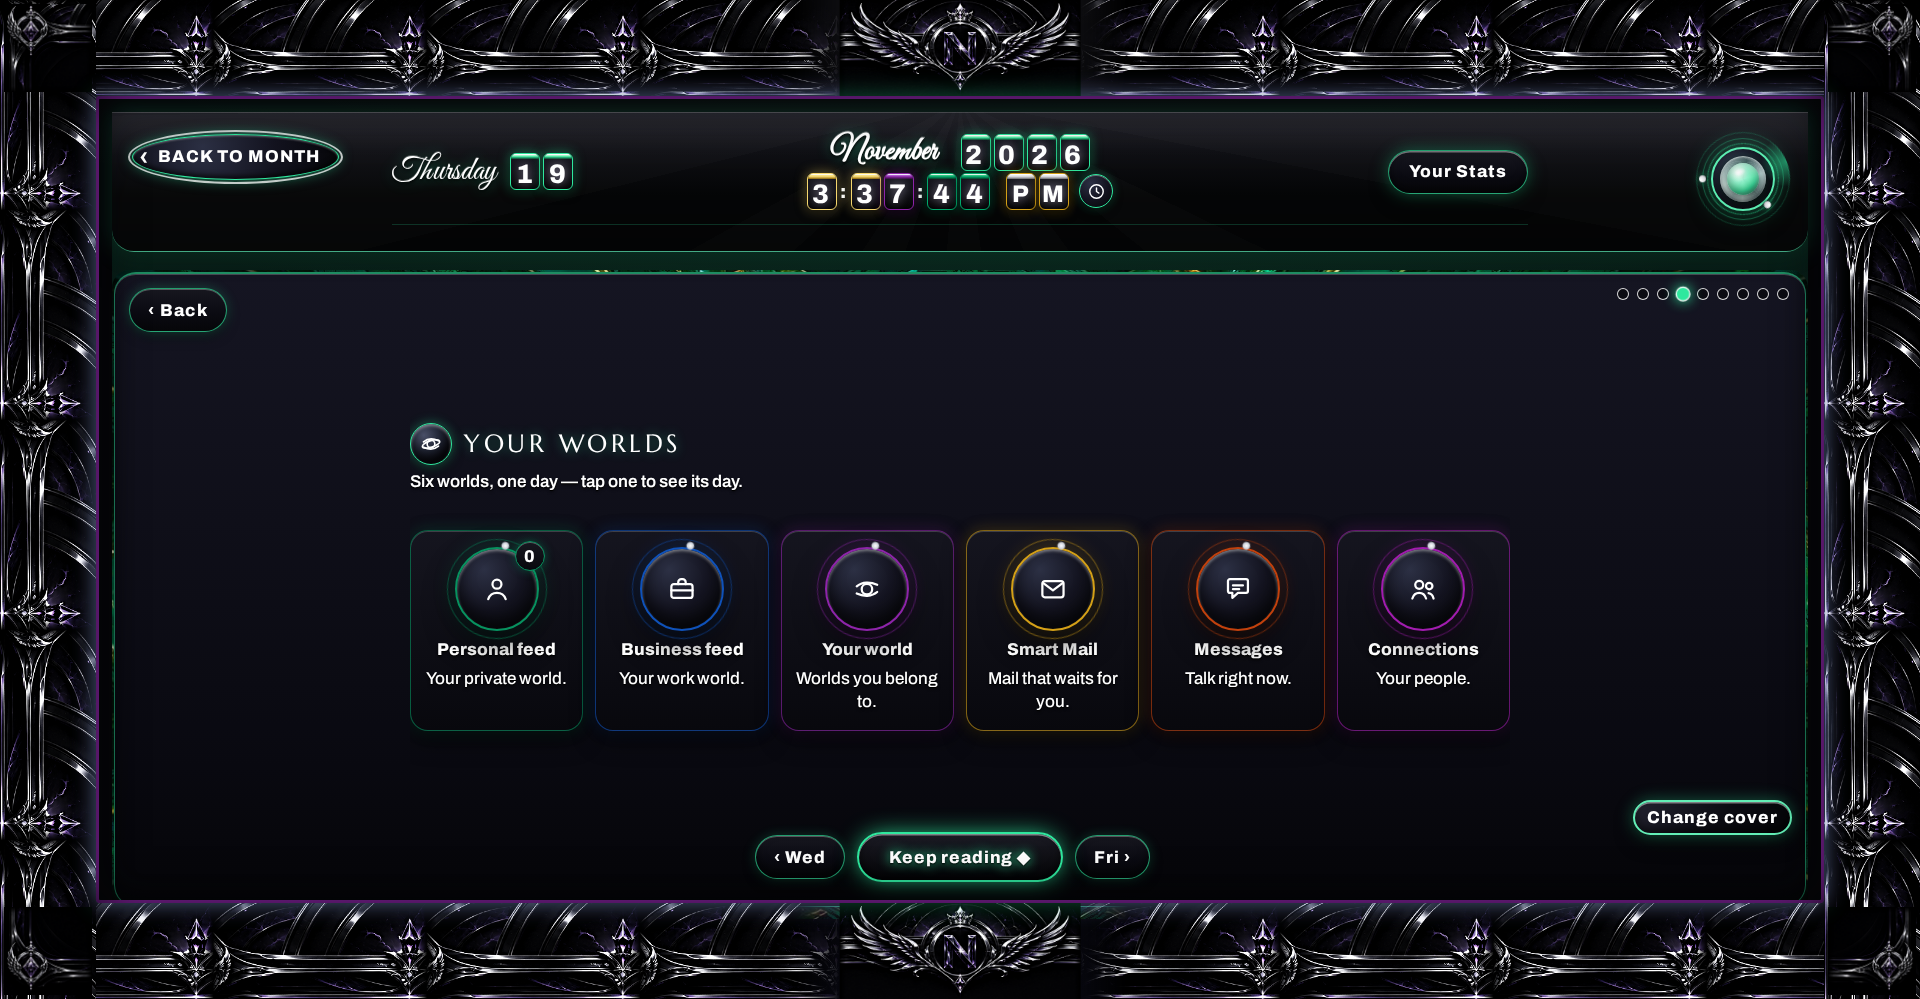 ‹ BACK TO MONTH
Thursday 19
November 2026
3:37:44 PM
Your Stats
‹ Back
YOUR WORLDS
Six worlds, one day — tap one to see its day.
0
Personal feed
Your private world.
Business feed
Your work world.
Your world
Worlds you belong
to.
Smart Mail
Mail that waits for
you.
Messages
Talk right now.
Connections
Your people.
Change cover
‹ Wed
Keep reading ◆
Fri ›
N
N